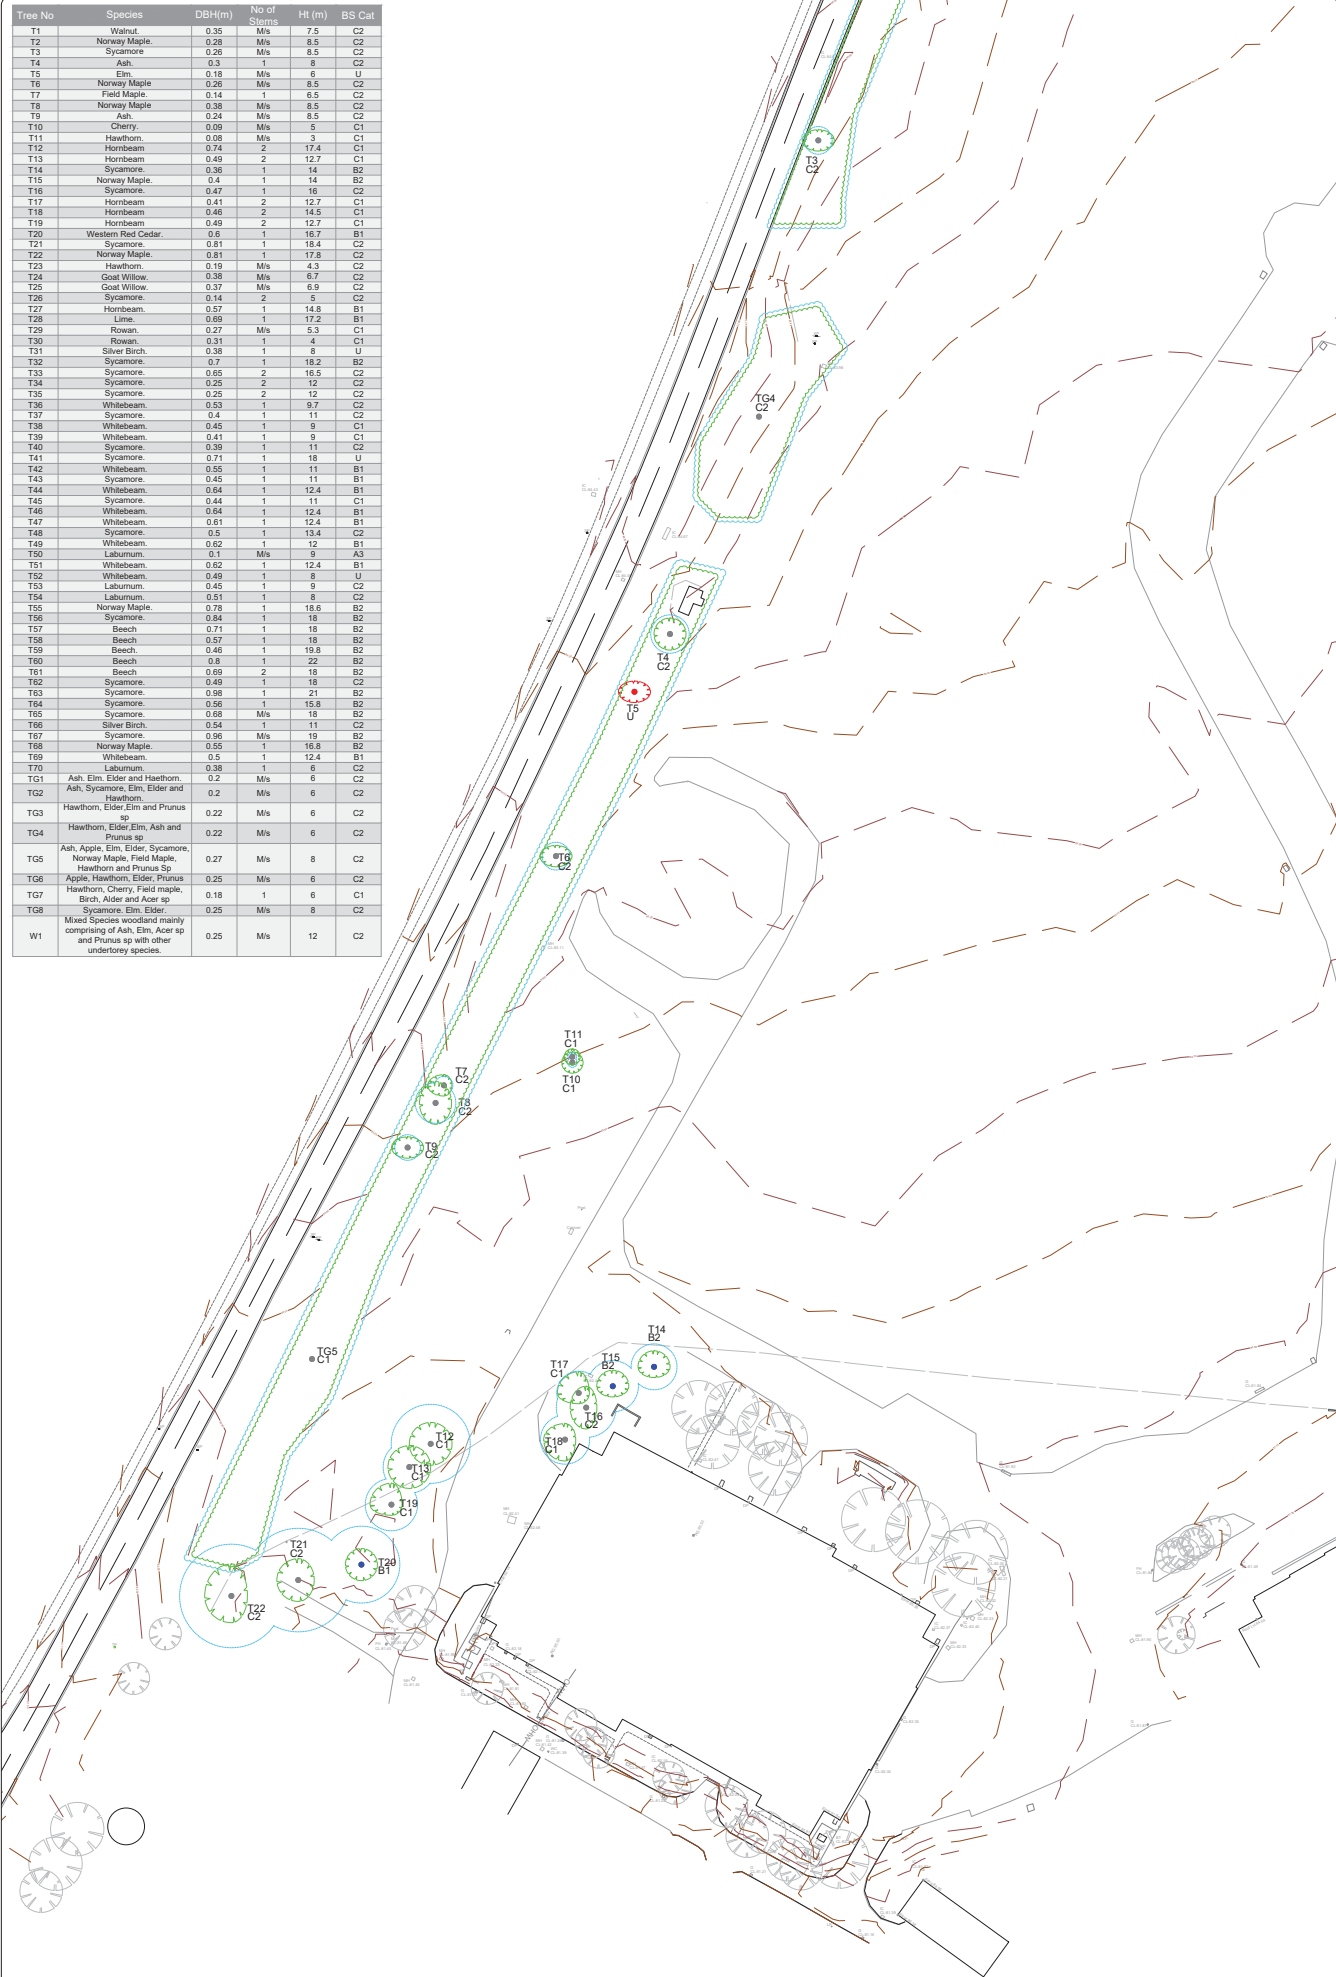 Tree No Species DBH(m) No of Stems Ht (m) BS Cat
T1 Walnut. 0.35 M/s 7.5 C2
T2 Norway Maple. 0.28 M/s 8.5 C2
T3 Sycamore 0.26 M/s 8.5 C2
T4 Ash. 0.3 1 8 C2
T5 Elm. 0.18 M/s 6 U
T6 Norway Maple 0.26 M/s 8.5 C2
T7 Field Maple. 0.14 1 6.5 C2
T8 Norway Maple 0.38 M/s 8.5 C2
T9 Ash. 0.24 M/s 8.5 C2
T10 Cherry. 0.09 M/s 5 C1
T11 Hawthorn. 0.08 M/s 3 C1
T12 Hornbeam 0.74 2 17.4 C1
T13 Hornbeam 0.49 2 12.7 C1
T14 Sycamore. 0.36 1 14 B2
T15 Norway Maple. 0.4 1 14 B2
T16 Sycamore. 0.47 1 16 C2
T17 Hornbeam 0.41 2 12.7 C1
T18 Hornbeam 0.46 2 14.5 C1
T19 Hornbeam 0.49 2 12.7 C1
T20 Western Red Cedar. 0.6 1 16.7 B1
T21 Sycamore. 0.81 1 18.4 C2
T22 Norway Maple. 0.81 1 17.8 C2
T23 Hawthorn. 0.19 M/s 4.3 C2
T24 Goat Willow. 0.38 M/s 6.7 C2
T25 Goat Willow. 0.37 M/s 6.9 C2
T26 Sycamore. 0.14 2 5 C2
T27 Hornbeam. 0.57 1 14.8 B1
T28 Lime. 0.69 1 17.2 B1
T29 Rowan. 0.27 M/s 5.3 C1
T30 Rowan. 0.31 1 4 C1
T31 Silver Birch. 0.38 1 8 U
T32 Sycamore. 0.7 1 18.2 B2
T33 Sycamore. 0.65 2 16.5 C2
T34 Sycamore. 0.25 2 12 C2
T35 Sycamore. 0.25 2 12 C2
T36 Whitebeam. 0.53 1 9.7 C2
T37 Sycamore. 0.4 1 11 C2
T38 Whitebeam. 0.45 1 9 C1
T39 Whitebeam. 0.41 1 9 C1
T40 Sycamore. 0.39 1 11 C2
T41 Sycamore. 0.71 1 18 U
T42 Whitebeam. 0.55 1 11 B1
T43 Sycamore. 0.45 1 11 B1
T44 Whitebeam. 0.64 1 12.4 B1
T45 Sycamore. 0.44 1 11 C1
T46 Whitebeam. 0.64 1 12.4 B1
T47 Whitebeam. 0.61 1 12.4 B1
T48 Sycamore. 0.5 1 13.4 C2
T49 Whitebeam. 0.62 1 12 B1
T50 Laburnum. 0.1 M/s 9 A3
T51 Whitebeam. 0.62 1 12.4 B1
T52 Whitebeam. 0.49 1 8 U
T53 Laburnum. 0.45 1 9 C2
T54 Laburnum. 0.51 1 8 C2
T55 Norway Maple. 0.78 1 18.6 B2
T56 Sycamore. 0.84 1 18 B2
T57 Beech 0.71 1 18 B2
T58 Beech 0.57 1 18 B2
T59 Beech. 0.46 1 19.8 B2
T60 Beech 0.8 1 22 B2
T61 Beech 0.69 2 18 B2
T62 Sycamore. 0.49 1 18 C2
T63 Sycamore. 0.98 1 21 B2
T64 Sycamore. 0.56 1 15.8 B2
T65 Sycamore. 0.68 M/s 18 B2
T66 Silver Birch. 0.54 1 11 C2
T67 Sycamore. 0.96 M/s 19 B2
T68 Norway Maple. 0.55 1 16.8 B2
T69 Whitebeam. 0.5 1 12.4 B1
T70 Laburnum. 0.38 1 6 C2
TG1 Ash. Elm. Elder and Haethorn. 0.2 M/s 6 C2
TG2 Ash, Sycamore, Elm, Elder and Hawthorn. 0.2 M/s 6 C2
TG3 Hawthorn, Elder,Elm and Prunus sp 0.22 M/s 6 C2
TG4 Hawthorn, Elder,Elm, Ash and Prunus sp 0.22 M/s 6 C2
TG5 Ash, Apple, Elm, Elder, Sycamore, Norway Maple, Field Maple, Hawthorn and Prunus Sp 0.27 M/s 8 C2
TG6 Apple, Hawthorn, Elder, Prunus 0.25 M/s 6 C2
TG7 Hawthorn, Cherry, Field maple, Birch, Alder and Acer sp 0.18 1 6 C1
TG8 Sycamore. Elm. Elder. 0.25 M/s 8 C2
W1 Mixed Species woodland mainly comprising of Ash, Elm, Acer sp and Prunus sp with other undertorey species. 0.25 M/s 12 C2
T3
C2
TG4
C2
T4
C2
T5
U
T6
C2
T11
C1
T10
C1
T7
C2
T8
C2
T9
C2
TG5
C1
T14
B2
T15
B2
T17
C1
T16
C2
T18
C1
T12
C1
T13
C1
T19
C1
T20
B1
T21
C2
T22
C2